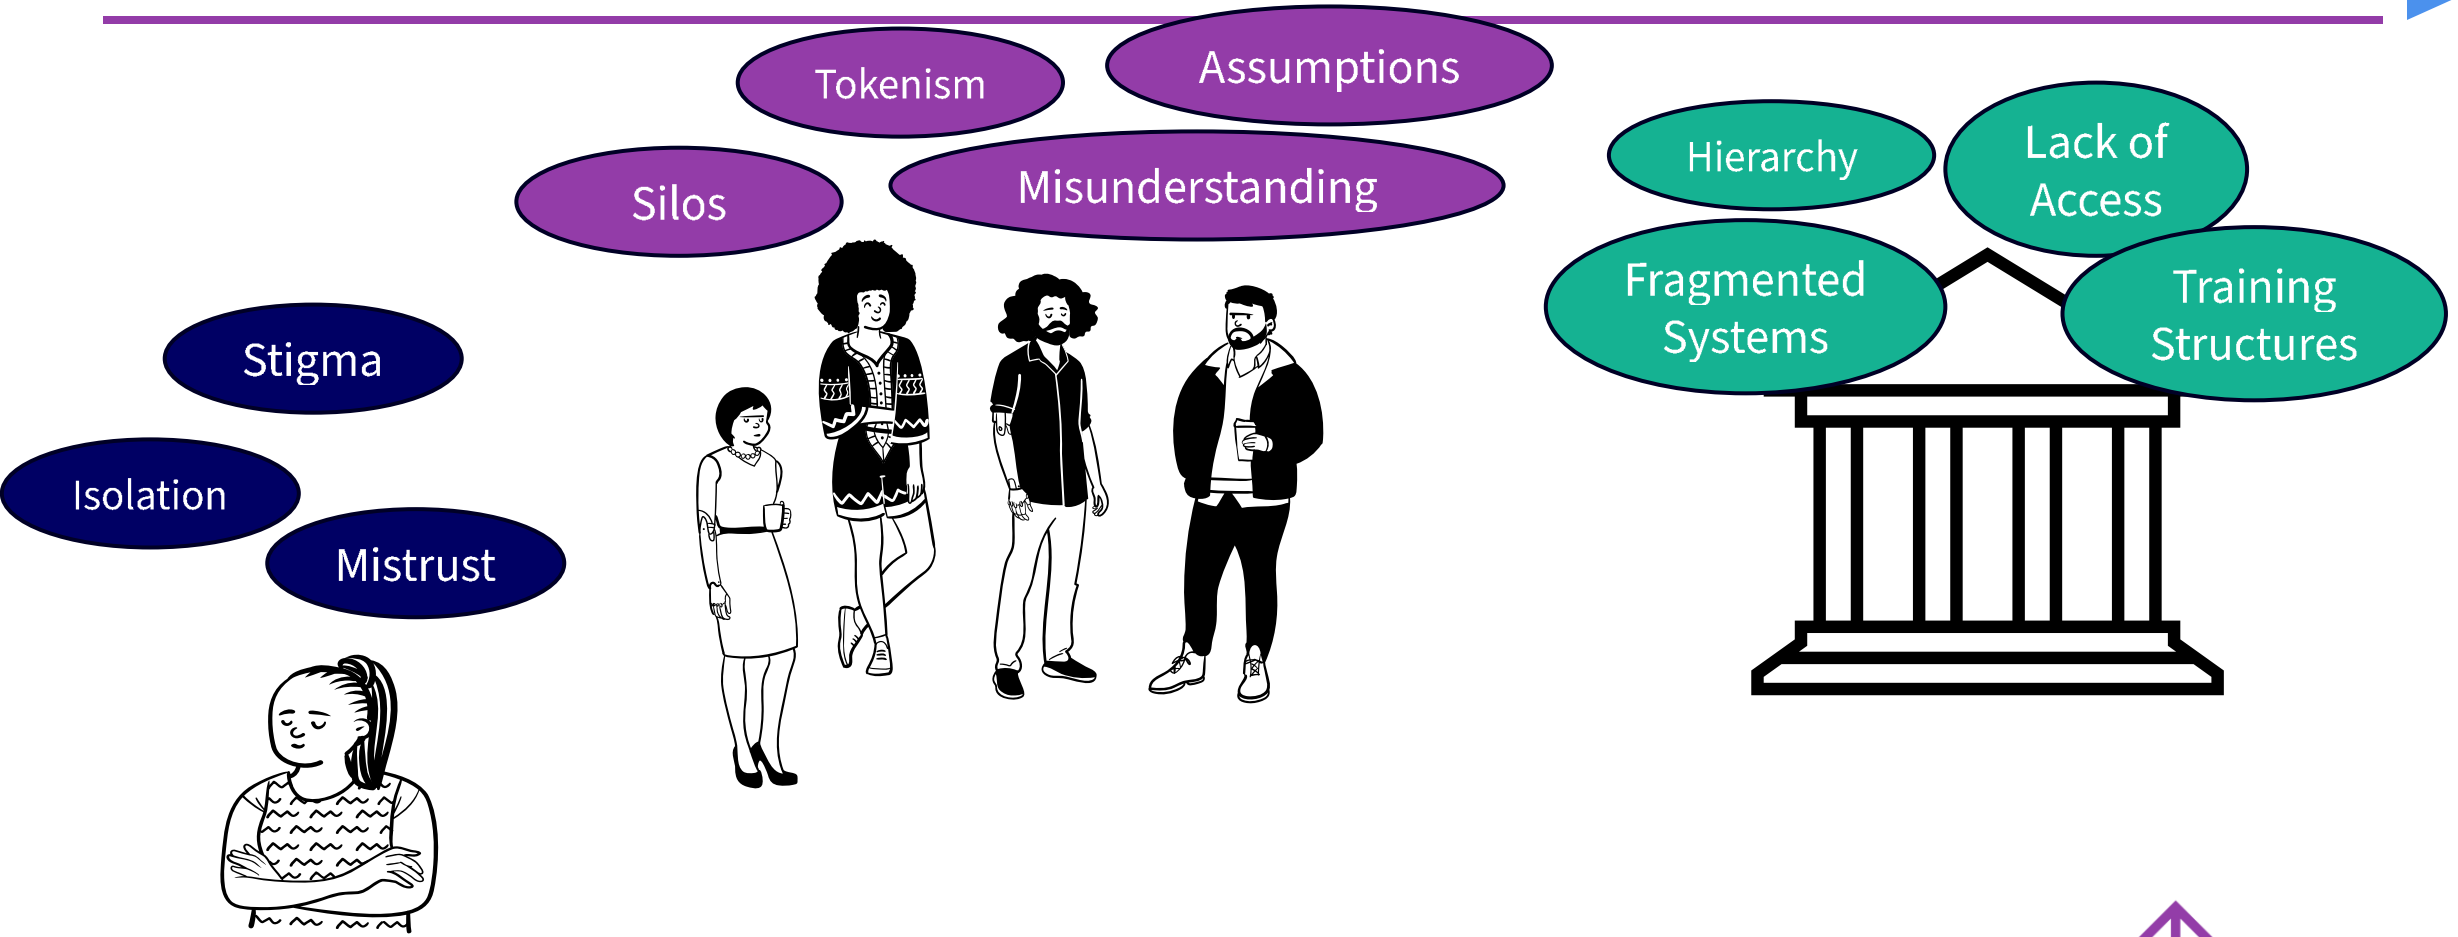 Stigma
Isolation
Mistrust
Tokenism
Assumptions
Silos
Misunderstanding
Hierarchy
Lack of
Access
Fragmented
Systems
Training
Structures